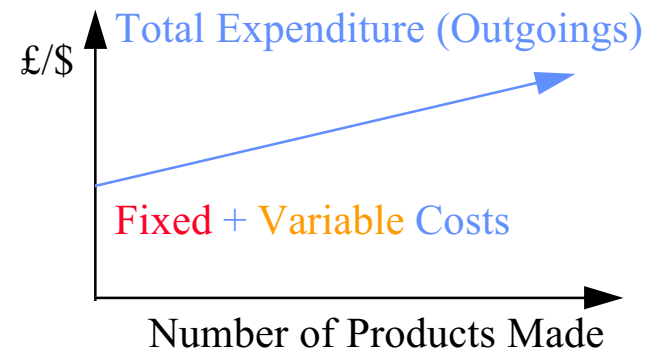 Total Expenditure (Outgoings)
£/$
Fixed + Variable Costs
Number of Products Made